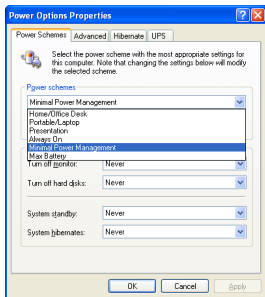 Power Options Properties
Power Schemes Advanced Hibernate UPS
Select the power scheme with the most appropriate settings for
this computer. Note that changing the settings below will modify
the selected scheme.
Power schemes
Minimal Power Management
Home/Office Desk
Portable/Laptop
Presentation
Always On
Minimal Power Management
Max Battery
Turn off monitor: Never
Turn off hard disks: Never
System standby: Never
System hibernates: Never
OK Cancel Apply